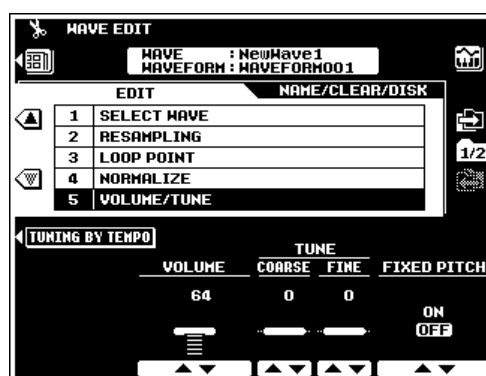 WAVE EDIT
WAVE : NewWave1
WAVEFORM : WAVEFORM001
EDIT NAME/CLEAR/DISK
1 SELECT WAVE
2 RESAMPLING
3 LOOP POINT
1/2
4 NORMALIZE
5 VOLUME/TUNE
TUNING BY TEMPO
TUNE
VOLUME COARSE FINE FIXED PITCH
64 0 0
ON
OFF